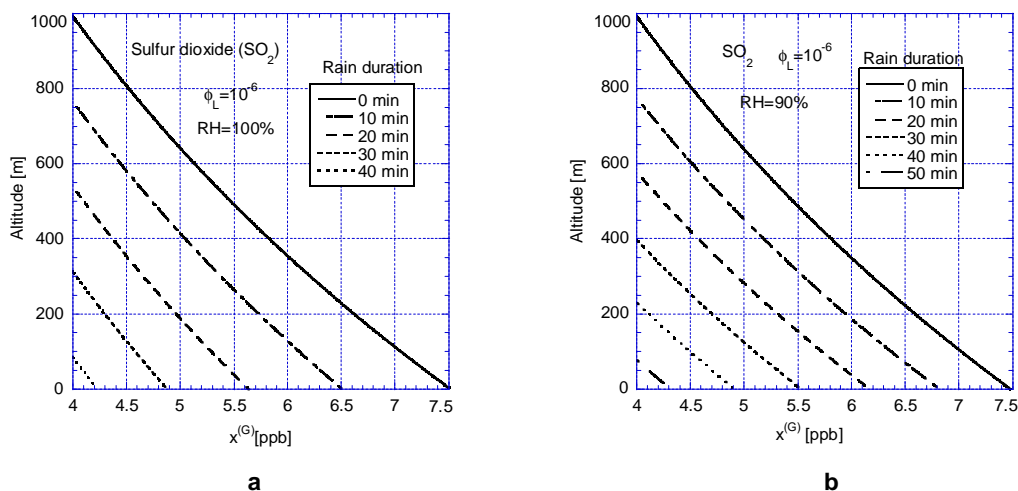 1000
800
600
400
200
0
Altitude [m]
Sulfur dioxide (SO2)
ϕL=10-6
RH=100%
Rain duration
0 min
10 min
20 min
30 min
40 min
4 4.5 5 5.5 6 6.5 7 7.5
x(G)[ppb]
a
1000
800
600
400
200
0
Altitude [m]
SO2 ϕL=10-6
RH=90%
Rain duration
0 min
10 min
20 min
30 min
40 min
50 min
4 4.5 5 5.5 6 6.5 7 7.5
x(G)[ppb]
b